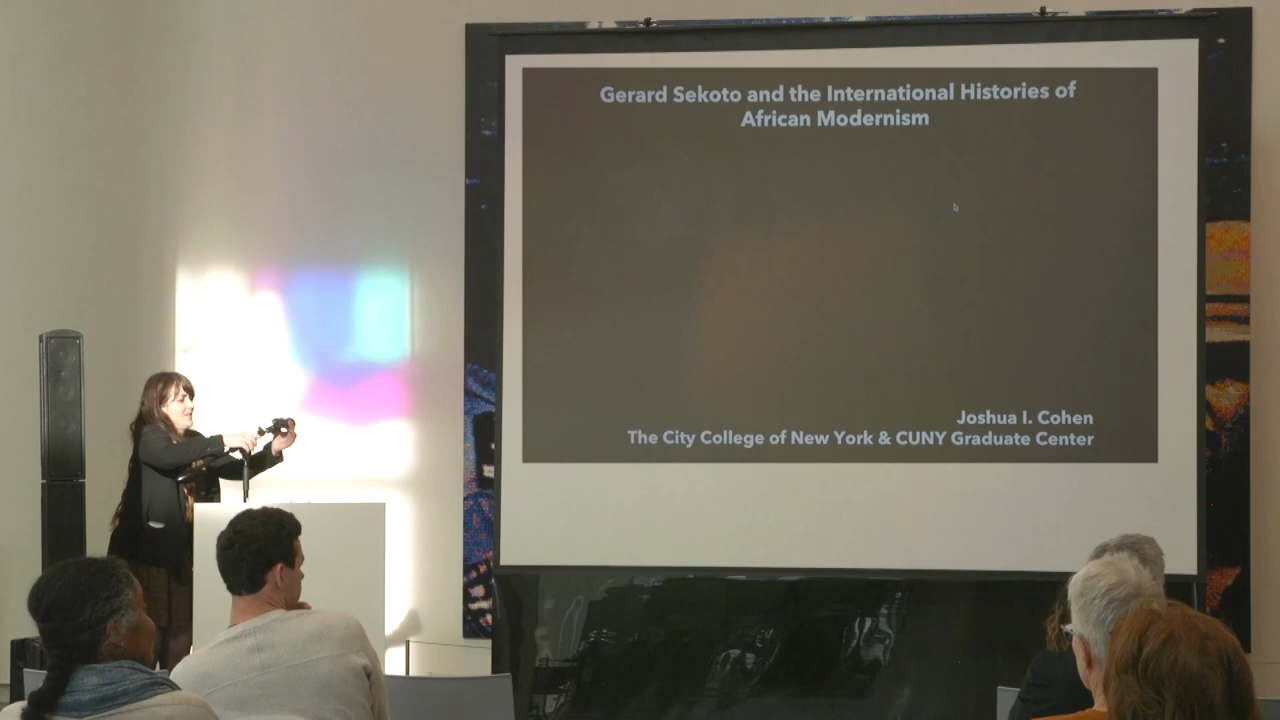 Gerard Sekoto and the International Histories of
African Modernism
Joshua I. Cohen
The City College of New York & CUNY Graduate Center